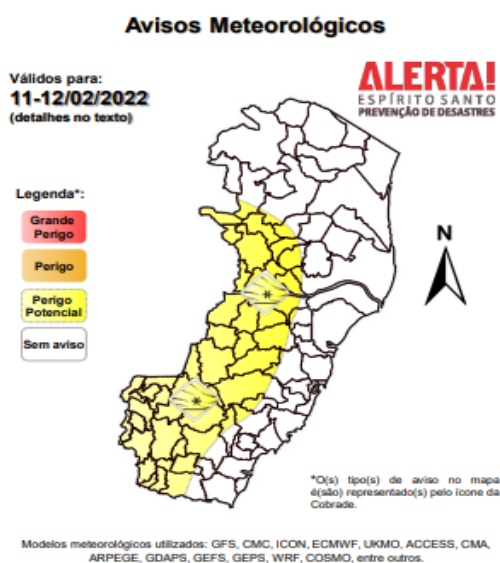 Avisos Meteorológicos
Válidos para:
11-12/02/2022
(detalhes no texto)
ALERTA!
ESPÍRITO SANTO
PREVENÇÃO DE DESASTRES
Legenda*:
Grande
Perigo
Perigo
Perigo
Potencial
Sem aviso
N
*O(s) tipo(s) de aviso no mapa
é(são) representado(s) pelo ícone da
Cobrade.
Modelos meteorológicos utilizados: GFS, CMC, ICON, ECMWF, UKMO, ACCESS, CMA,
ARPEGE, GDAPS, GEFS, GEPS, WRF, COSMO, entre outros.